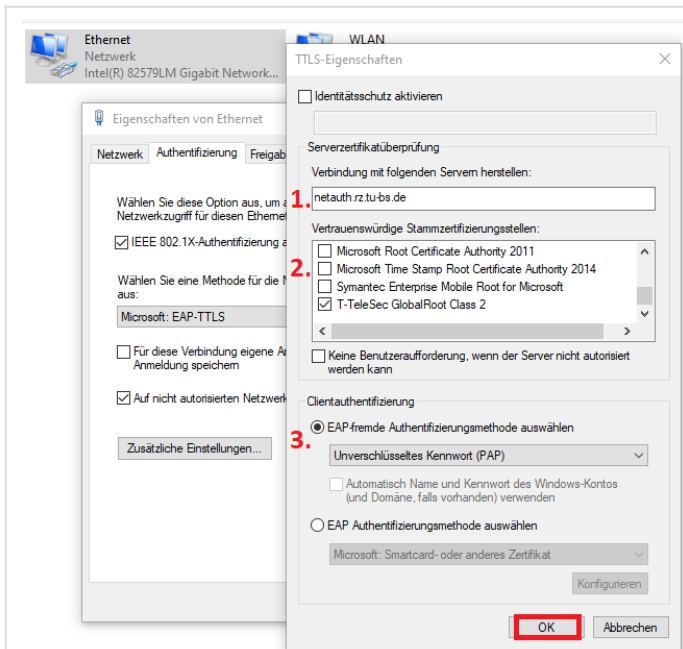 Ethernet
Netzwerk
Intel(R) 82579LM Gigabit Network...
WLAN
Eigenschaften von Ethernet
Netzwerk
Authentifizierung
Freigab
Wählen Sie diese Option aus, um a
Netzwerkzugriff für diesen Etherne
IEEE 802.1X-Authentifizierung a
Wählen Sie eine Methode für die N
aus:
Microsoft: EAP-TTLS
Für diese Verbindung eigene A
Anmeldung speichern
Auf nicht autorisierten Netzwerk
Zusätzliche Einstellungen...
TTLS-Eigenschaften
Identitätsschutz aktivieren
Serverzertifikatüberprüfung
Verbindung mit folgenden Servern herstellen:
1. netauth.rz.tu-bs.de
Vertrauenswürdige Stammzertifizierungsstellen:
2.
Microsoft Root Certificate Authority 2011
Microsoft Time Stamp Root Certificate Authority 2014
Symantec Enterprise Mobile Root for Microsoft
T-TeleSec GlobalRoot Class 2
Keine Benutzeraufforderung, wenn der Server nicht autorisiert
werden kann
Clientauthentifizierung
3. EAP-fremde Authentifizierungsmethode auswählen
Unverschlüsseltes Kennwort (PAP)
Automatisch Name und Kennwort des Windows-Kontos
(und Domäne, falls vorhanden) verwenden
EAP Authentifizierungsmethode auswählen
Microsoft: Smartcard- oder anderes Zertifikat
Konfigurieren
OK
Abbrechen